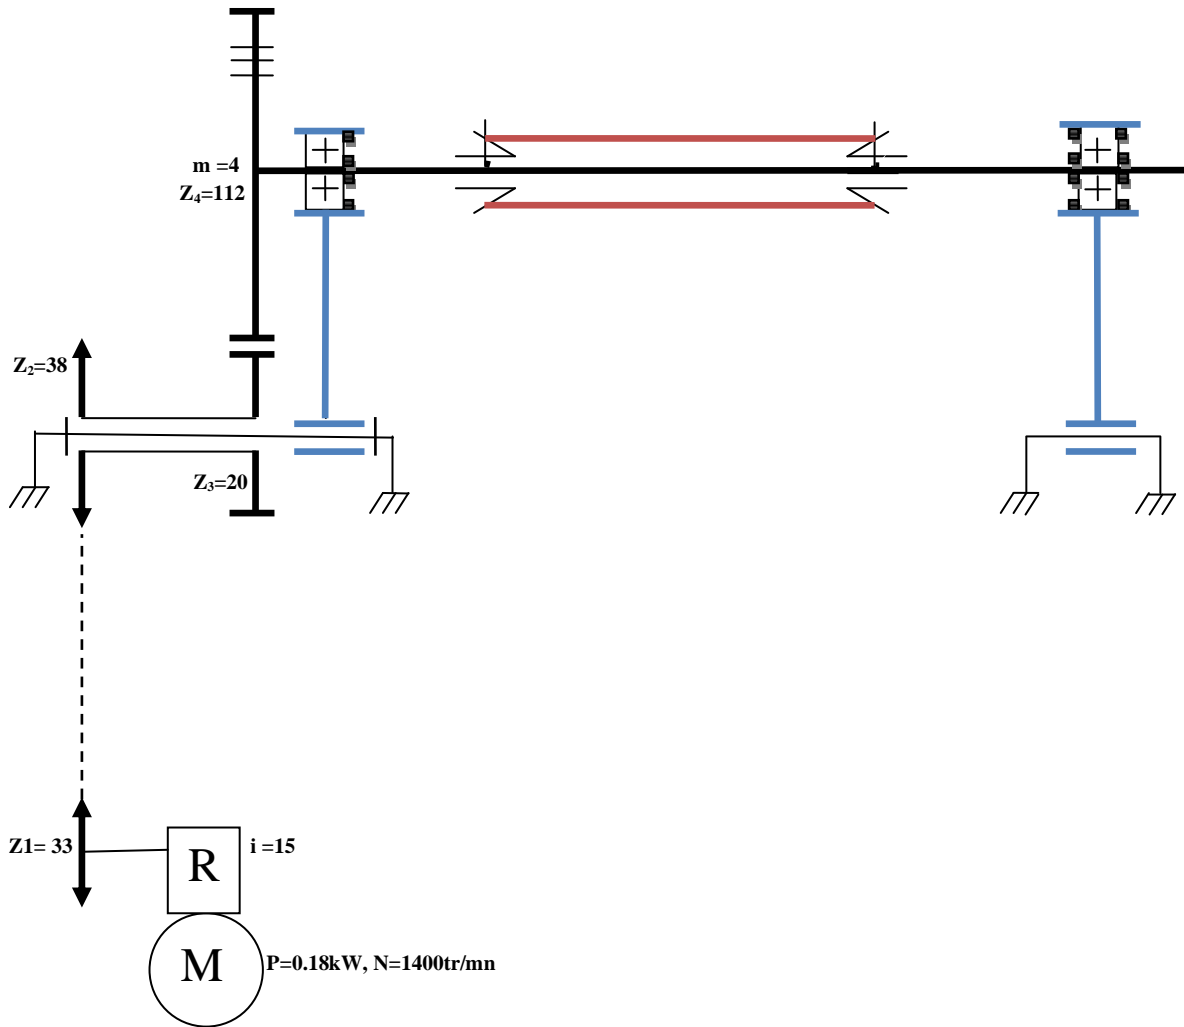 m =4
Z₄=112
Z₂=38
Z₃=20
Z1= 33
R
i =15
M
P=0.18kW, N=1400tr/mn